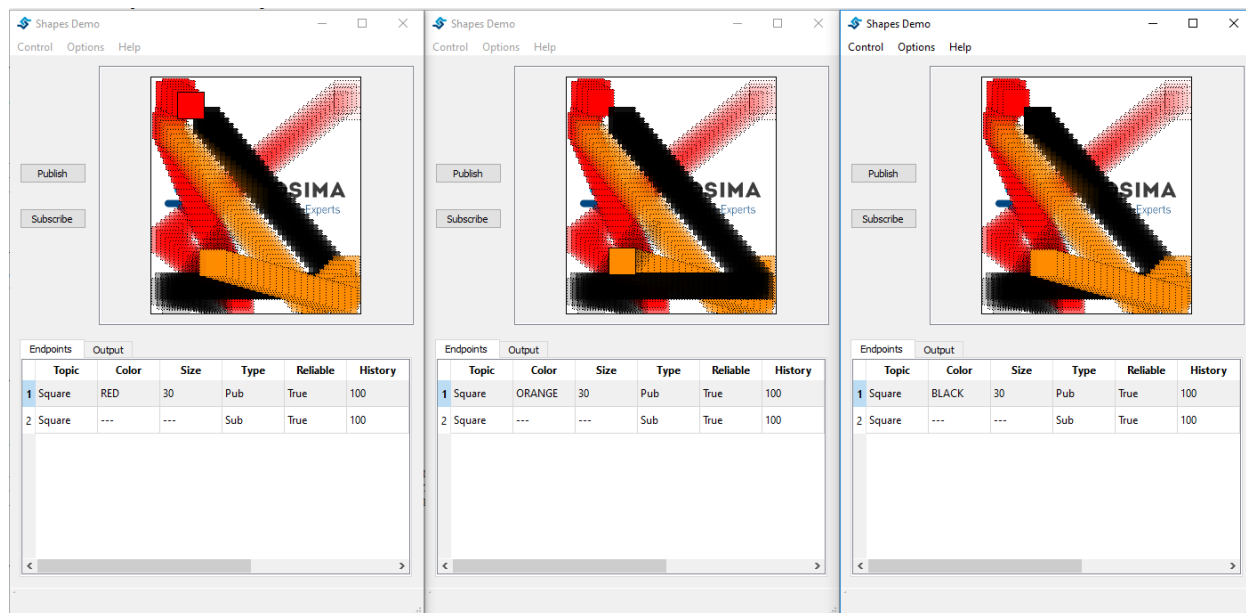 Shapes Demo
Control Options Help
Publish
Subscribe
SIMA
Experts
Endpoints Output
Topic Color Size Type Reliable History
1 Square RED 30 Pub True 100
2 Square --- --- Sub True 100
Shapes Demo
Control Options Help
Publish
Subscribe
SIMA
Experts
Endpoints Output
Topic Color Size Type Reliable History
1 Square ORANGE 30 Pub True 100
2 Square --- --- Sub True 100
Shapes Demo
Control Options Help
Publish
Subscribe
SIMA
Experts
Endpoints Output
Topic Color Size Type Reliable History
1 Square BLACK 30 Pub True 100
2 Square --- --- Sub True 100